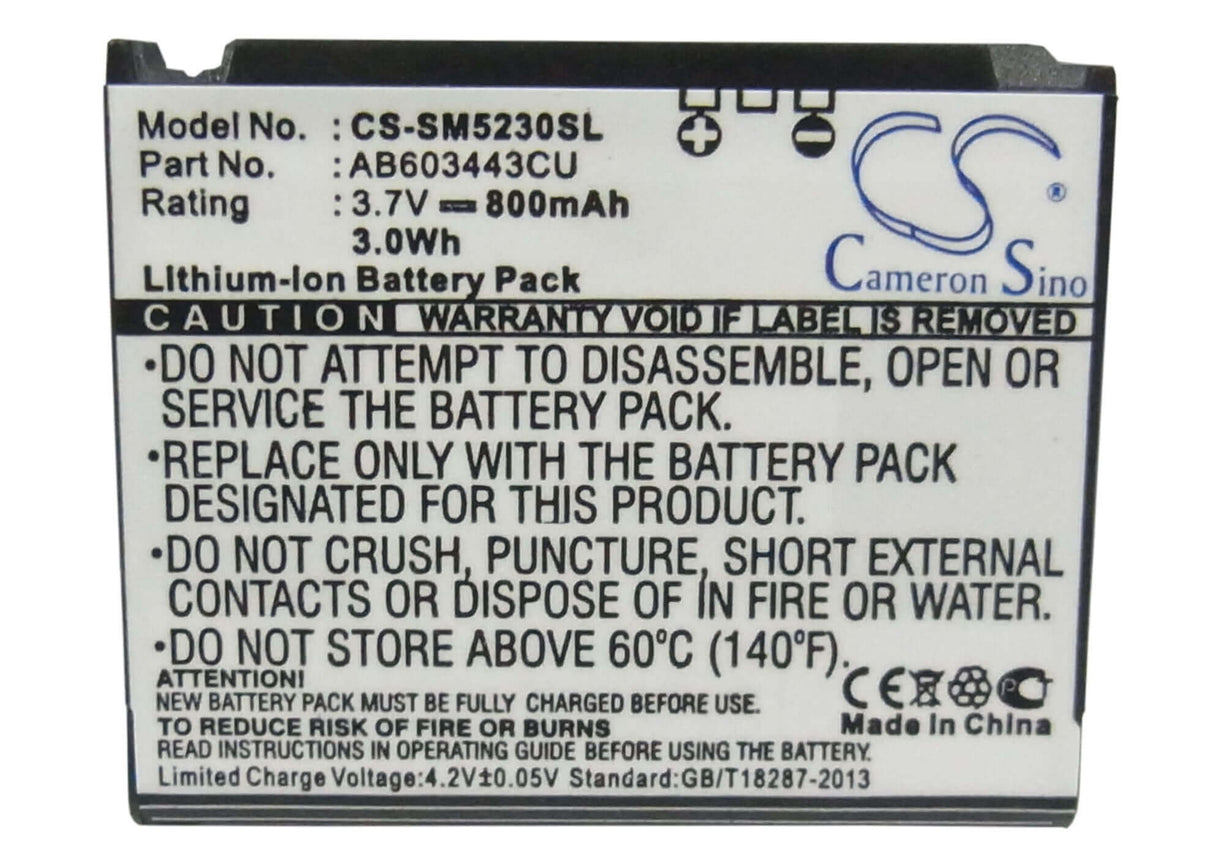 Model No. : CS-SM5230SL
Part No. : AB603443CU
Rating : 3.7V 800mAh
3.0Wh
Lithium-Ion Battery Pack
CS ®
Cameron Sino
CAUTION WARRANTY VOID IF LABEL IS REMOVED
•DO NOT ATTEMPT TO DISASSEMBLE, OPEN OR
SERVICE THE BATTERY PACK.
•REPLACE ONLY WITH THE BATTERY PACK
DESIGNATED FOR THIS PRODUCT.
•DO NOT CRUSH, PUNCTURE, SHORT EXTERNAL
CONTACTS OR DISPOSE OF IN FIRE OR WATER.
•DO NOT STORE ABOVE 60°C (140°F).
ATTENTION!
NEW BATTERY PACK MUST BE FULLY CHARGED BEFORE USE.
TO REDUCE RISK OF FIRE OR BURNS
READ INSTRUCTIONS IN OPERATING GUIDE BEFORE USING THE BATTERY.
Limited Charge Voltage:4.2V±0.05V Standard:GB/T18287-2013
CE
Made In China